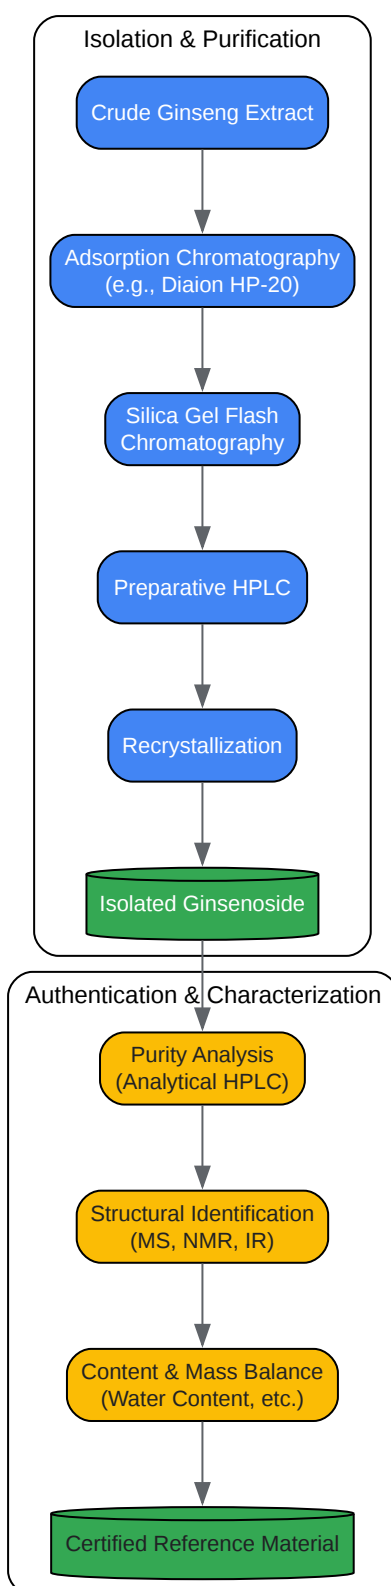 Isolation & Purification
Crude Ginseng Extract
Adsorption Chromatography
(e.g., Diaion HP-20)
Silica Gel Flash
Chromatography
Preparative HPLC
Recrystallization
Isolated Ginsenoside
Authentication & Characterization
Purity Analysis
(Analytical HPLC)
Structural Identification
(MS, NMR, IR)
Content & Mass Balance
(Water Content, etc.)
Certified Reference Material